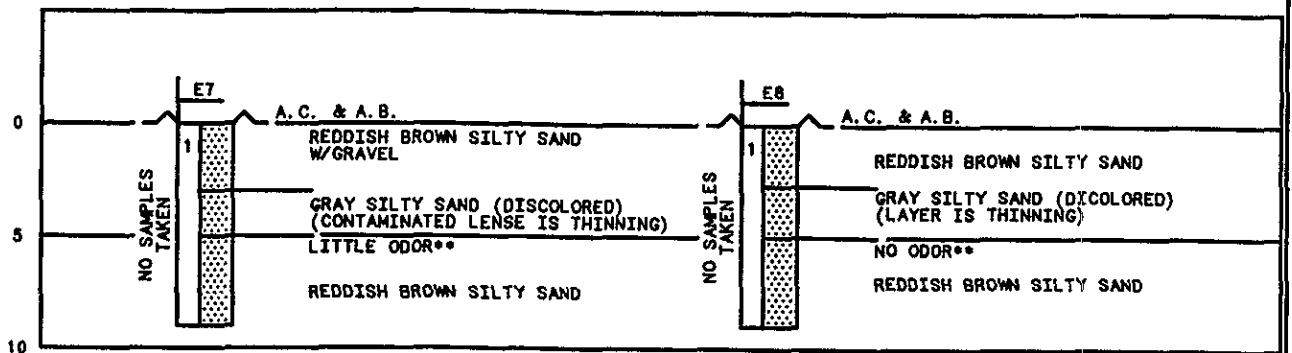 E7
A.C. & A.B.
0
REDDISH BROWN SILTY SAND
W/GRAVEL
1
NO SAMPLES
TAKEN
GRAY SILTY SAND (DISCOLORED)
(CONTAMINATED LENSE IS THINNING)
5
LITTLE ODOR**
REDDISH BROWN SILTY SAND
10
E8
A.C. & A.B.
REDDISH BROWN SILTY SAND
1
NO SAMPLES
TAKEN
GRAY SILTY SAND (DICOLORED)
(LAYER IS THINNING)
NO ODOR**
REDDISH BROWN SILTY SAND